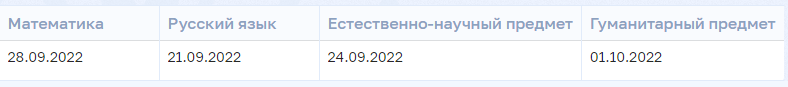 Математика Русский язык Естественно-научный предмет Гуманитарный предмет
28.09.2022 21.09.2022 24.09.2022 01.10.2022